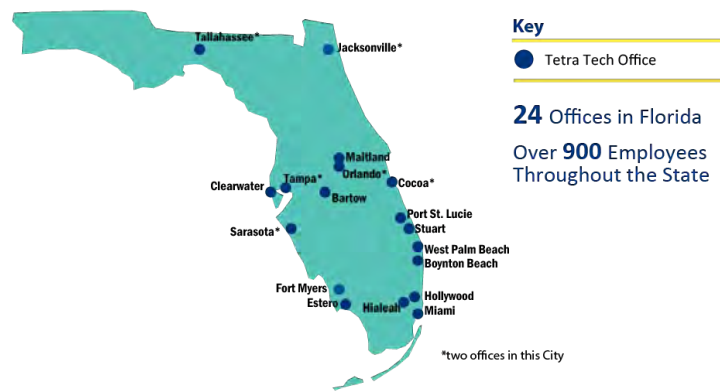 Tallahassee*
Jacksonville*
Key
Tetra Tech Office
24 Offices in Florida
Over 900 Employees
Throughout the State
Maitland
Orlando*
Tampa*
Cocoa*
Clearwater
Bartow
Port St. Lucie
Stuart
Sarasota*
West Palm Beach
Boynton Beach
Fort Myers
Estero
Hialeah
Hollywood
Miami
*two offices in this City